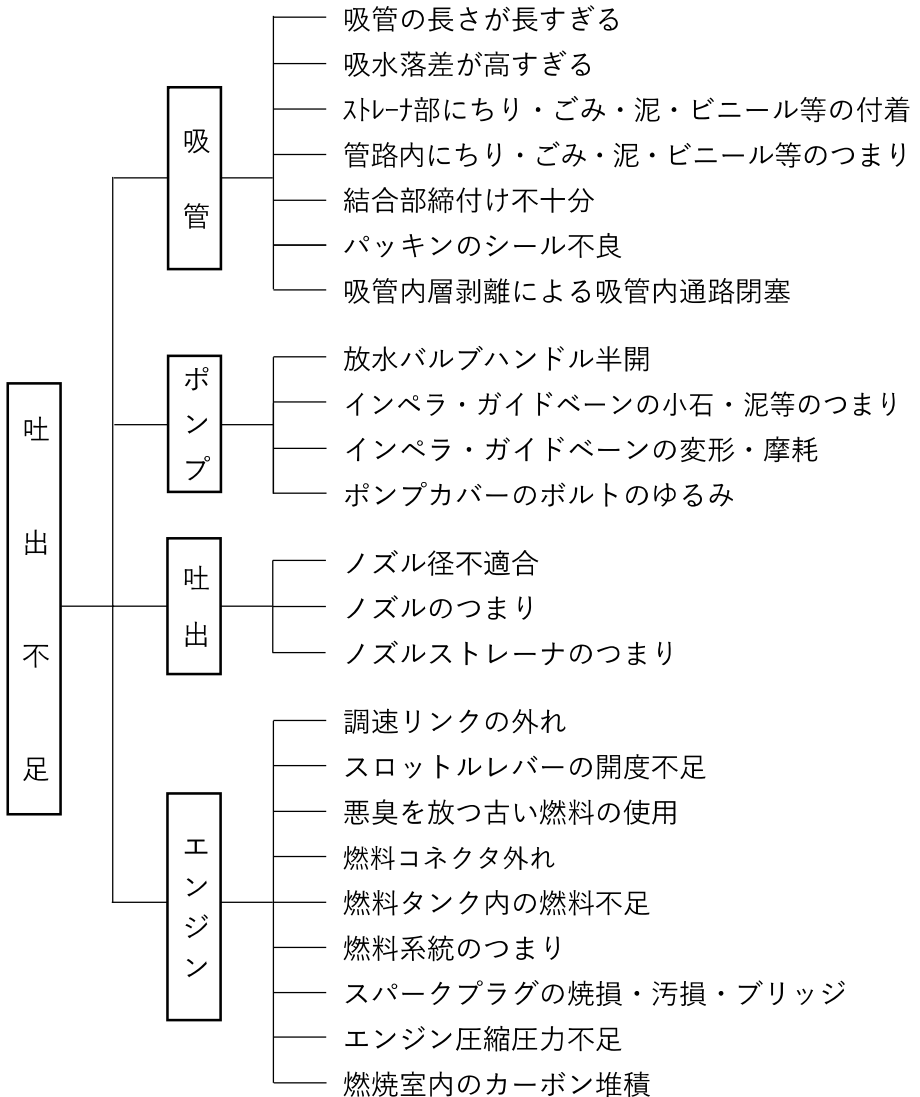 吐出不足
吸管
吸管の長さが長すぎる
吸水落差が高すぎる
ｽﾄﾚｰﾅ部にちり・ごみ・泥・ビニール等の付着
管路内にちり・ごみ・泥・ビニール等のつまり
結合部締付け不十分
パッキンのシール不良
吸管内層剥離による吸管内通路閉塞
ポンプ
放水バルブハンドル半開
インペラ・ガイドベーンの小石・泥等のつまり
インペラ・ガイドベーンの変形・摩耗
ポンプカバーのボルトのゆるみ
吐出
ノズル径不適合
ノズルのつまり
ノズルストレーナのつまり
エンジン
調速リンクの外れ
スロットルレバーの開度不足
悪臭を放つ古い燃料の使用
燃料コネクタ外れ
燃料タンク内の燃料不足
燃料系統のつまり
スパークプラグの焼損・汚損・ブリッジ
エンジン圧縮圧力不足
燃焼室内のカーボン堆積